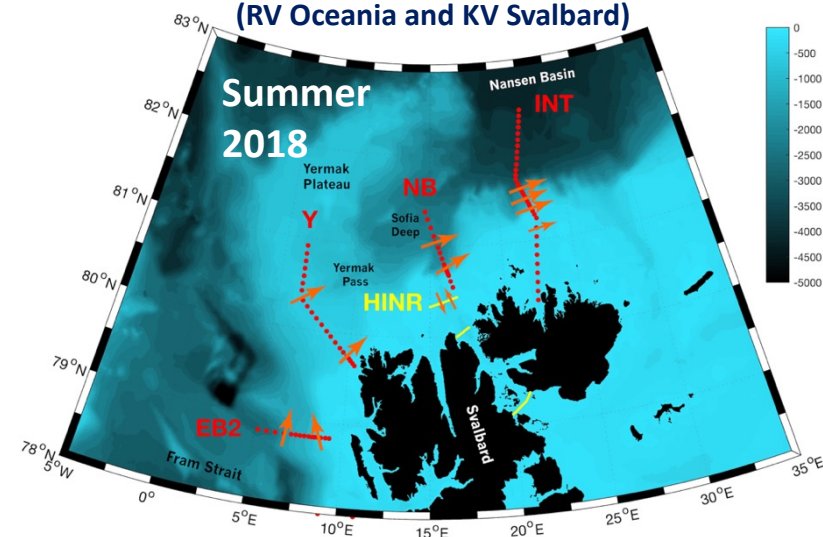 (RV Oceania and KV Svalbard)
83°N
82°N
81°N
80°N
79°N
78°N
5°W
0°
5°E
10°E
15°E
20°E
25°E
30°E
35°E
Summer
2018
Nansen Basin
INT
Yermak
Plateau
NB
Y
Sofia
Deep
Yermak
Pass
HINR
EB2
Fram Strait
Svalbard
0
-500
-1000
-1500
-2000
-2500
-3000
-3500
-4000
-4500
-5000